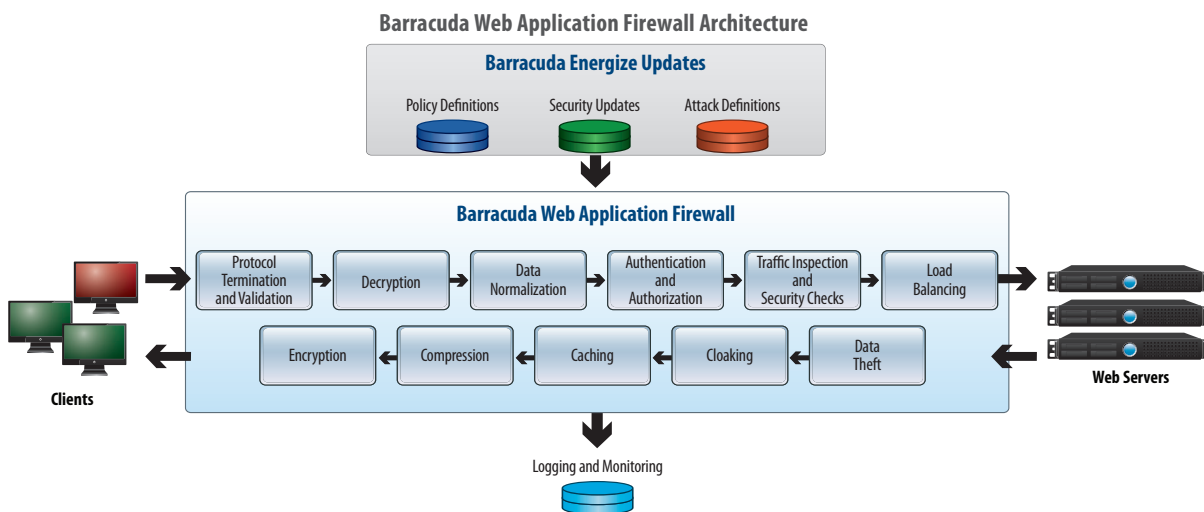 Barracuda Web Application Firewall Architecture
Barracuda Energize Updates
Policy Definitions
Security Updates
Attack Definitions
Barracuda Web Application Firewall
Protocol
Termination
and Validation
Decryption
Data
Normalization
Authentication
and
Authorization
Traffic Inspection
and
Security Checks
Load
Balancing
Encryption
Compression
Caching
Cloaking
Data
Theft
Clients
Web Servers
Logging and Monitoring